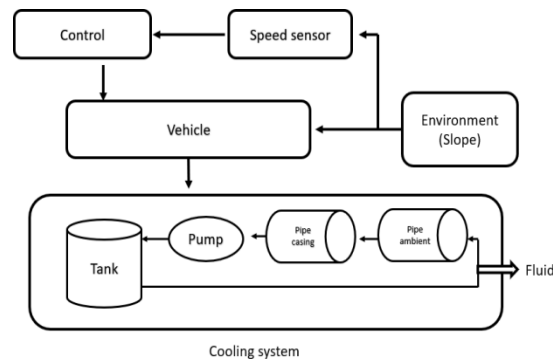 Control
Speed sensor
Vehicle
Environment
(Slope)
Pipe
casing
Pipe
ambient
Pump
Tank
Fluid
Cooling system